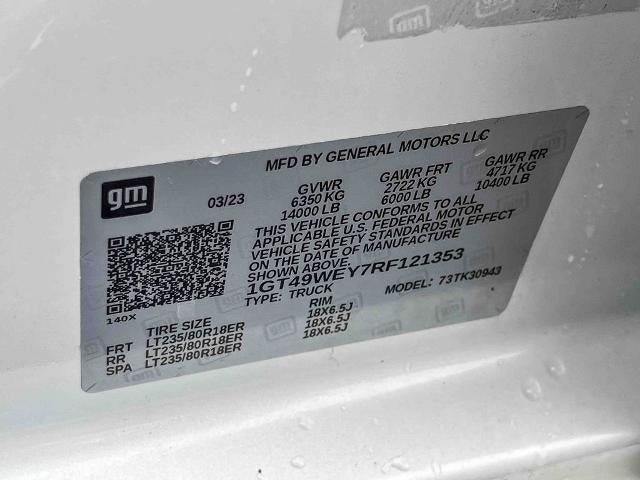 gm
MFD BY GENERAL MOTORS LLC
03/23
GVWR GAWR FRT GAWR RR
6350 KG 2722 KG 4717 KG
14000 LB 6000 LB 10400 LB
THIS VEHICLE CONFORMS TO ALL
APPLICABLE U.S. FEDERAL MOTOR
VEHICLE SAFETY STANDARDS IN EFFECT
ON THE DATE OF MANUFACTURE
SHOWN ABOVE.
1GT49WEY7RF121353
TYPE: TRUCK MODEL: 73TK30943
140X
TIRE SIZE RIM
FRT LT235/80R18ER 18X6.5J
RR LT235/80R18ER 18X6.5J
SPA LT235/80R18ER 18X6.5J